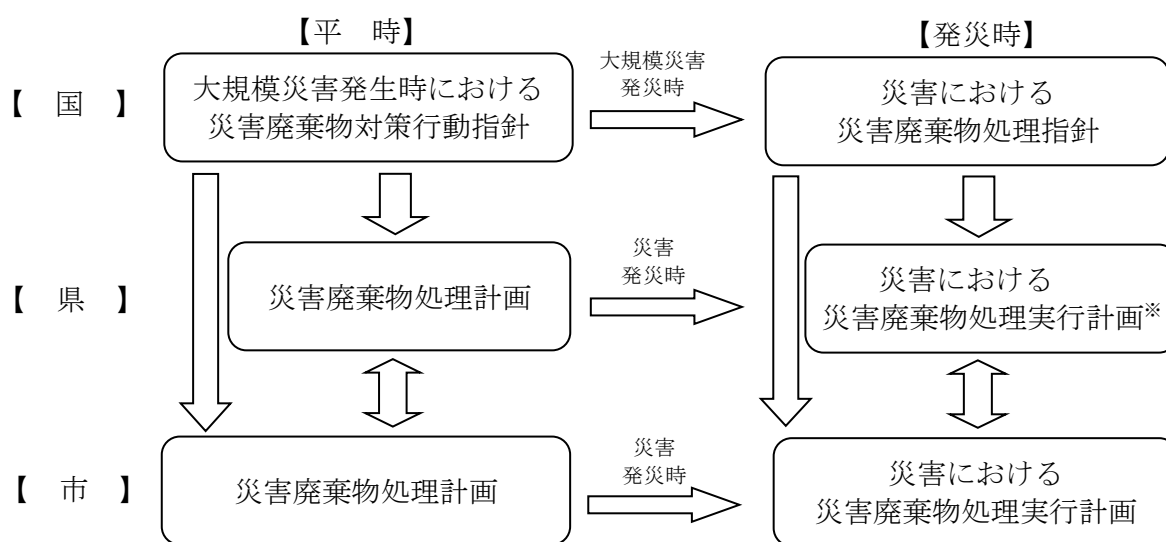 【平　時】
【発災時】
【　国　】
大規模災害発生時における
災害廃棄物対策行動指針
大規模災害
発災時
災害における
災害廃棄物処理指針
【　県　】
災害廃棄物処理計画
災害
発災時
災害における
災害廃棄物処理実行計画※
【　市　】
災害廃棄物処理計画
災害
発災時
災害における
災害廃棄物処理実行計画